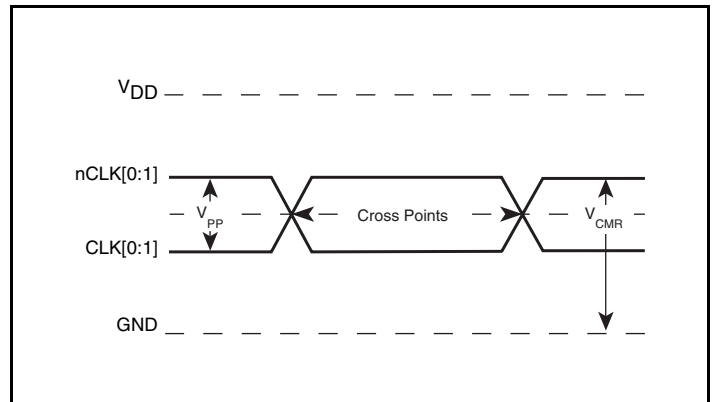 VDD
nCLK[0:1]
VPP
Cross Points
VCMR
CLK[0:1]
GND